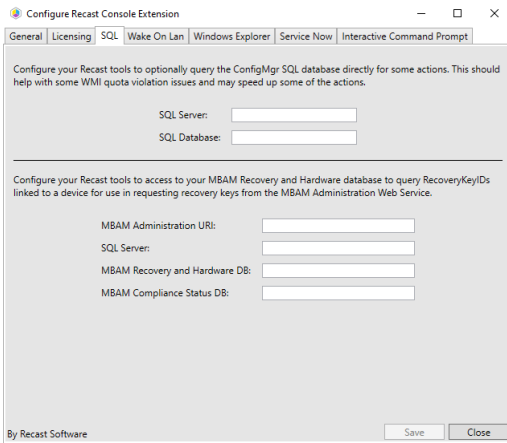 Configure Recast Console Extension
General Licensing SQL Wake On Lan Windows Explorer Service Now Interactive Command Prompt
Configure your Recast tools to optionally query the ConfigMgr SQL database directly for some actions. This should
help with some WMI quota violation issues and may speed up some of the actions.
SQL Server:
SQL Database:
Configure your Recast tools to access to your MBAM Recovery and Hardware database to query RecoveryKeyIDs
linked to a device for use in requesting recovery keys from the MBAM Administration Web Service.
MBAM Administration URI:
SQL Server:
MBAM Recovery and Hardware DB:
MBAM Compliance Status DB:
By Recast Software Save Close